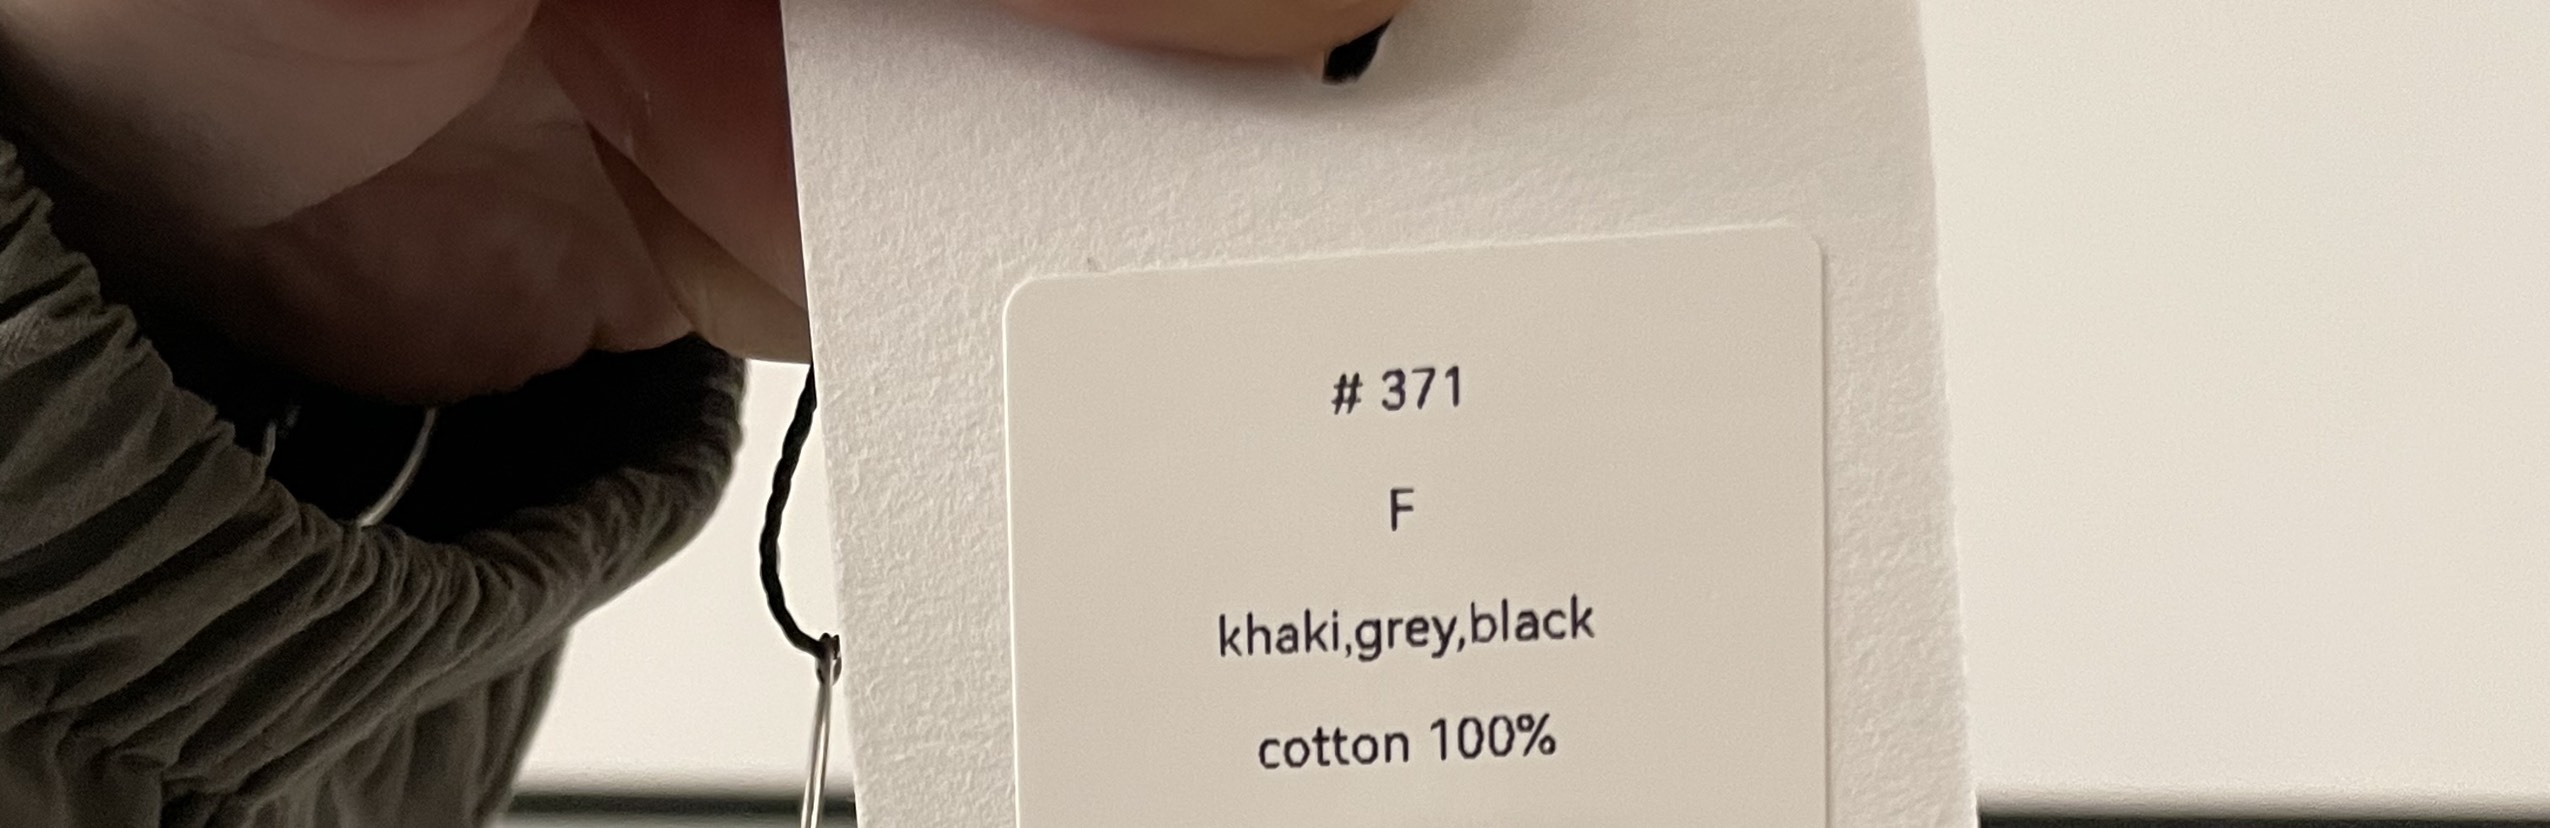 # 371
F
khaki,grey,black
cotton 100%